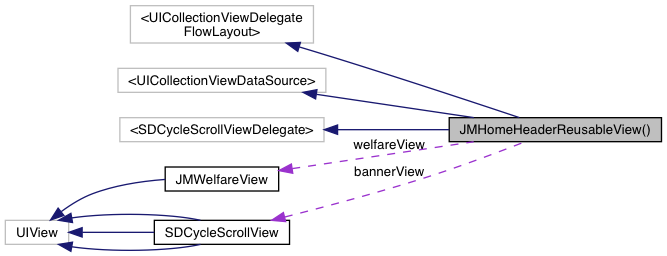 <UICollectionViewDelegate
FlowLayout>
<UICollectionViewDataSource>
<SDCycleScrollViewDelegate>
JMHomeHeaderReusableView()
welfareView
JMWelfareView
bannerView
UIView
SDCycleScrollView